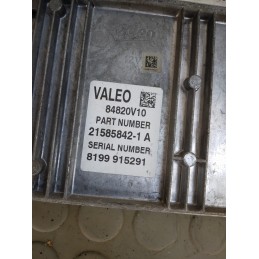 VALEO
84820V10
PART NUMBER
21585842-1 A
SERIAL NUMBER
8199 915291